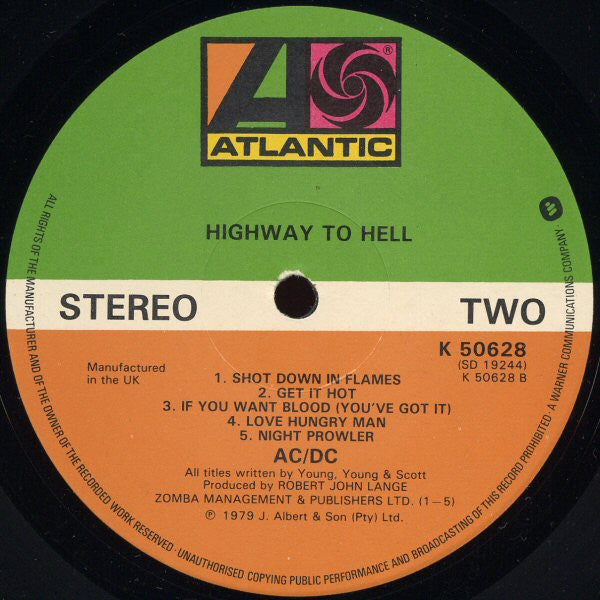 ATLANTIC
®
HIGHWAY TO HELL
STEREO
TWO
K 50628
(SD 19244)
K 50628 B
Manufactured
in the UK
1. SHOT DOWN IN FLAMES
2. GET IT HOT
3. IF YOU WANT BLOOD (YOU'VE GOT IT)
4. LOVE HUNGRY MAN
5. NIGHT PROWLER
AC/DC
All titles written by Young, Young & Scott
Produced by ROBERT JOHN LANGE
ZOMBA MANAGEMENT & PUBLISHERS LTD. (1–5)
℗ 1979 J. Albert & Son (Pty) Ltd.
ALL RIGHTS OF THE MANUFACTURER AND OF THE OWNER OF THE RECORDED WORK RESERVED · UNAUTHORISED COPYING PUBLIC PERFORMANCE AND BROADCASTING OF THIS RECORD PROHIBITED · A WARNER COMMUNICATIONS COMPANY ·